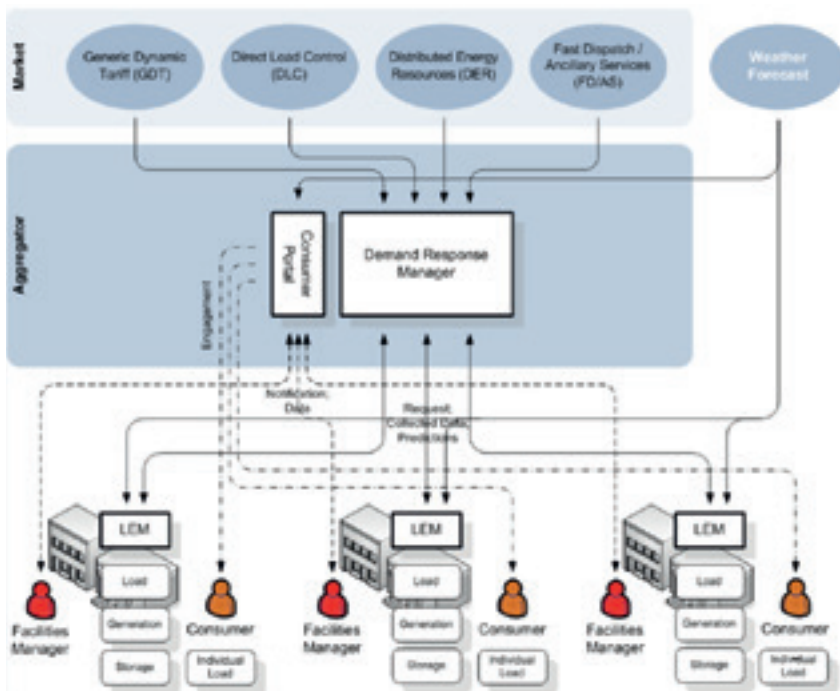 Market
Generic Dynamic
Tariff (GDT)
Direct Load Control
(DLC)
Distributed Energy
Resources (DER)
Fast Dispatch /
Ancillary Services
(FD/AS)
Weather
Forecast
Aggregator
Consumer
Portal
Demand Response
Manager
Engagement
Notification;
Data
Request;
Collected Data;
Predictions
LEM
Load
Generation
Storage
Facilities
Manager
Consumer
Individual
Load
LEM
Load
Generation
Storage
Facilities
Manager
Consumer
Individual
Load
LEM
Load
Generation
Storage
Facilities
Manager
Consumer
Individual
Load